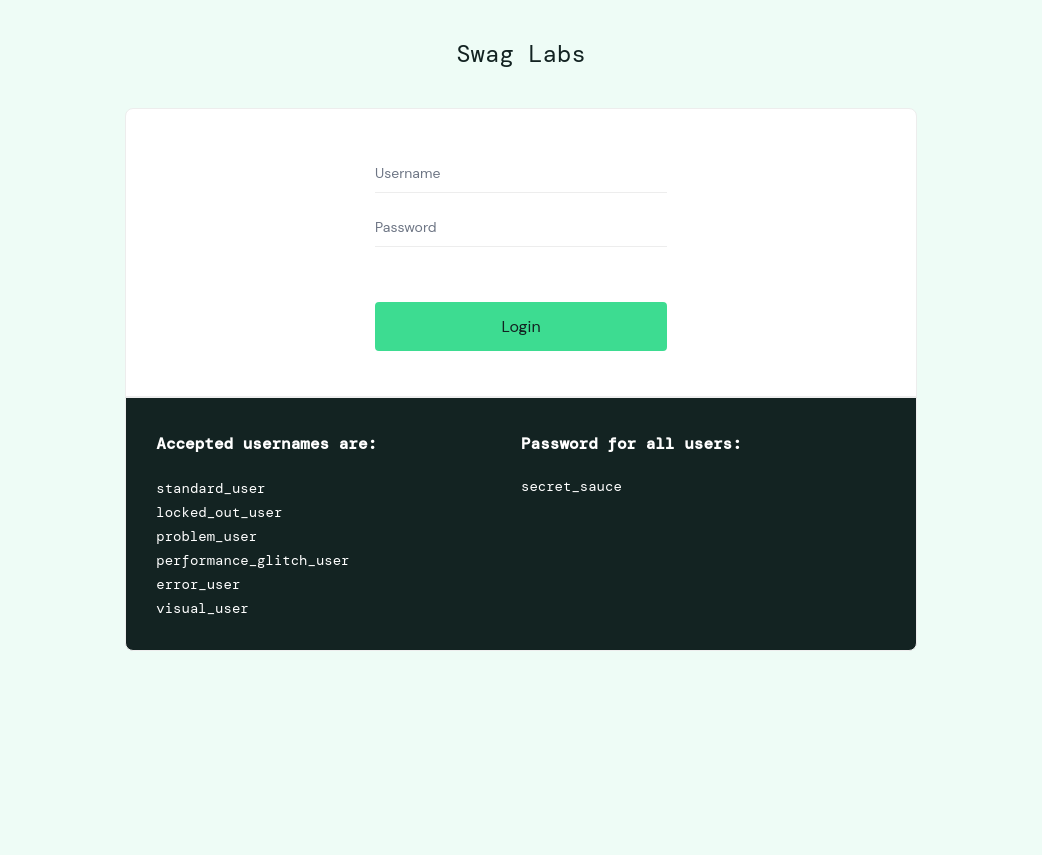 Swag Labs
Username
Password
Login
Accepted usernames are:
standard_user
locked_out_user
problem_user
performance_glitch_user
error_user
visual_user
Password for all users:
secret_sauce